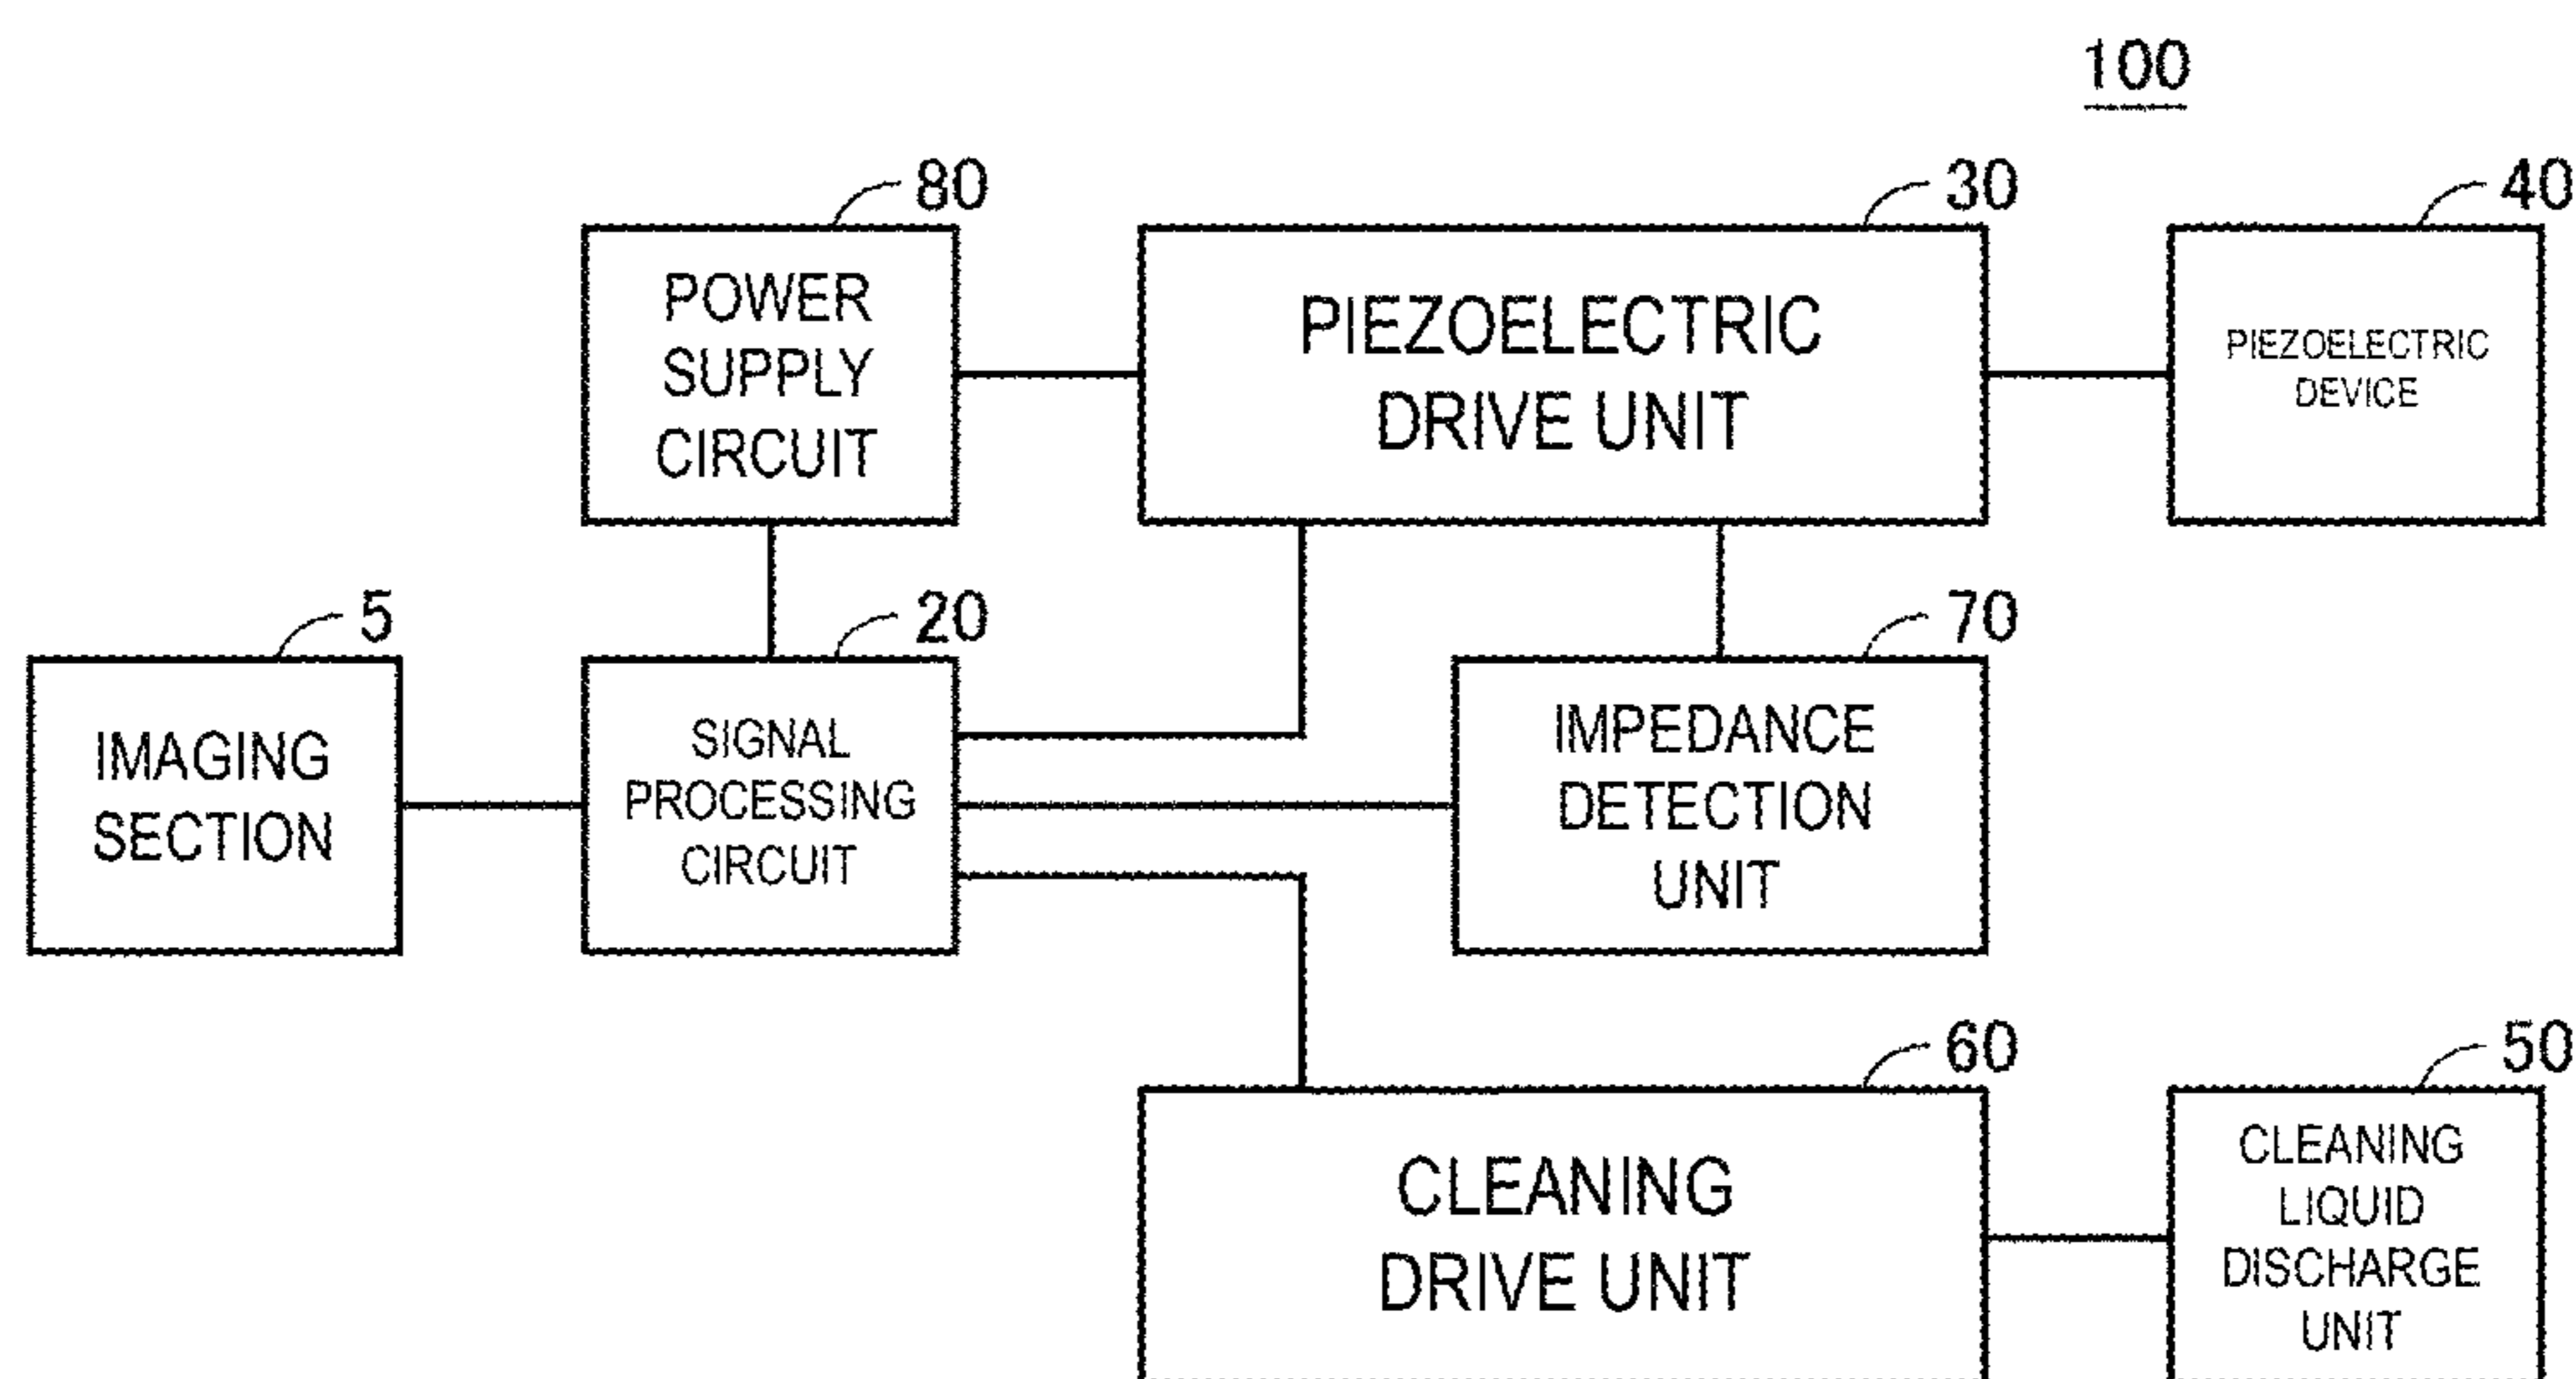 100
80
POWER
SUPPLY
CIRCUIT
30
PIEZOELECTRIC
DRIVE UNIT
40
PIEZOELECTRIC
DEVICE
5
IMAGING
SECTION
20
SIGNAL
PROCESSING
CIRCUIT
70
IMPEDANCE
DETECTION
UNIT
60
CLEANING
DRIVE UNIT
50
CLEANING
LIQUID
DISCHARGE
UNIT